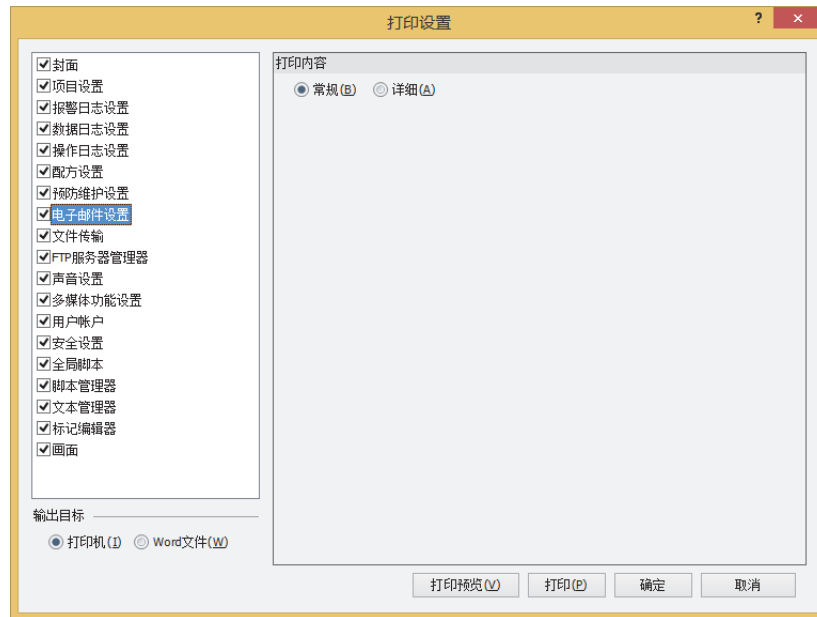 打印设置
?
×
封面
项目设置
报警日志设置
数据日志设置
操作日志设置
配方设置
预防维护设置
电子邮件设置
文件传输
FTP服务器管理器
声音设置
多媒体功能设置
用户帐户
安全设置
全局脚本
脚本管理器
文本管理器
标记编辑器
画面
输出目标
打印机(I) Word文件(W)
打印内容
常规(B) 详细(A)
打印预览(V) 打印(P) 确定 取消